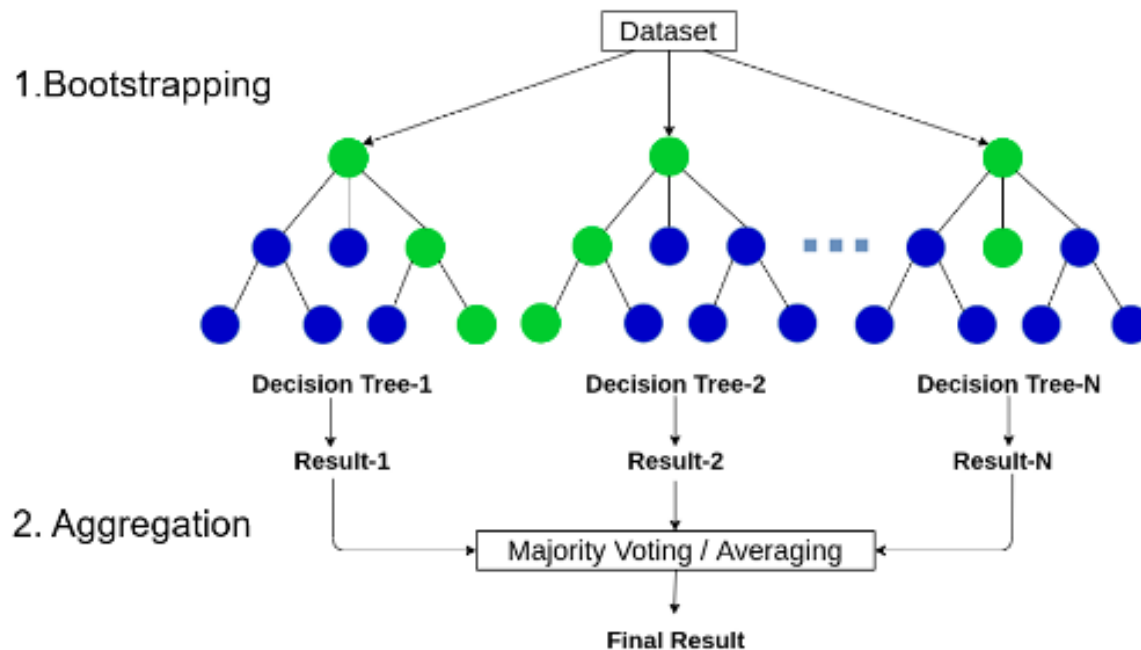 Dataset
1.Bootstrapping
Decision Tree-1
Decision Tree-2
Decision Tree-N
Result-1
Result-2
Result-N
2. Aggregation
Majority Voting / Averaging
Final Result